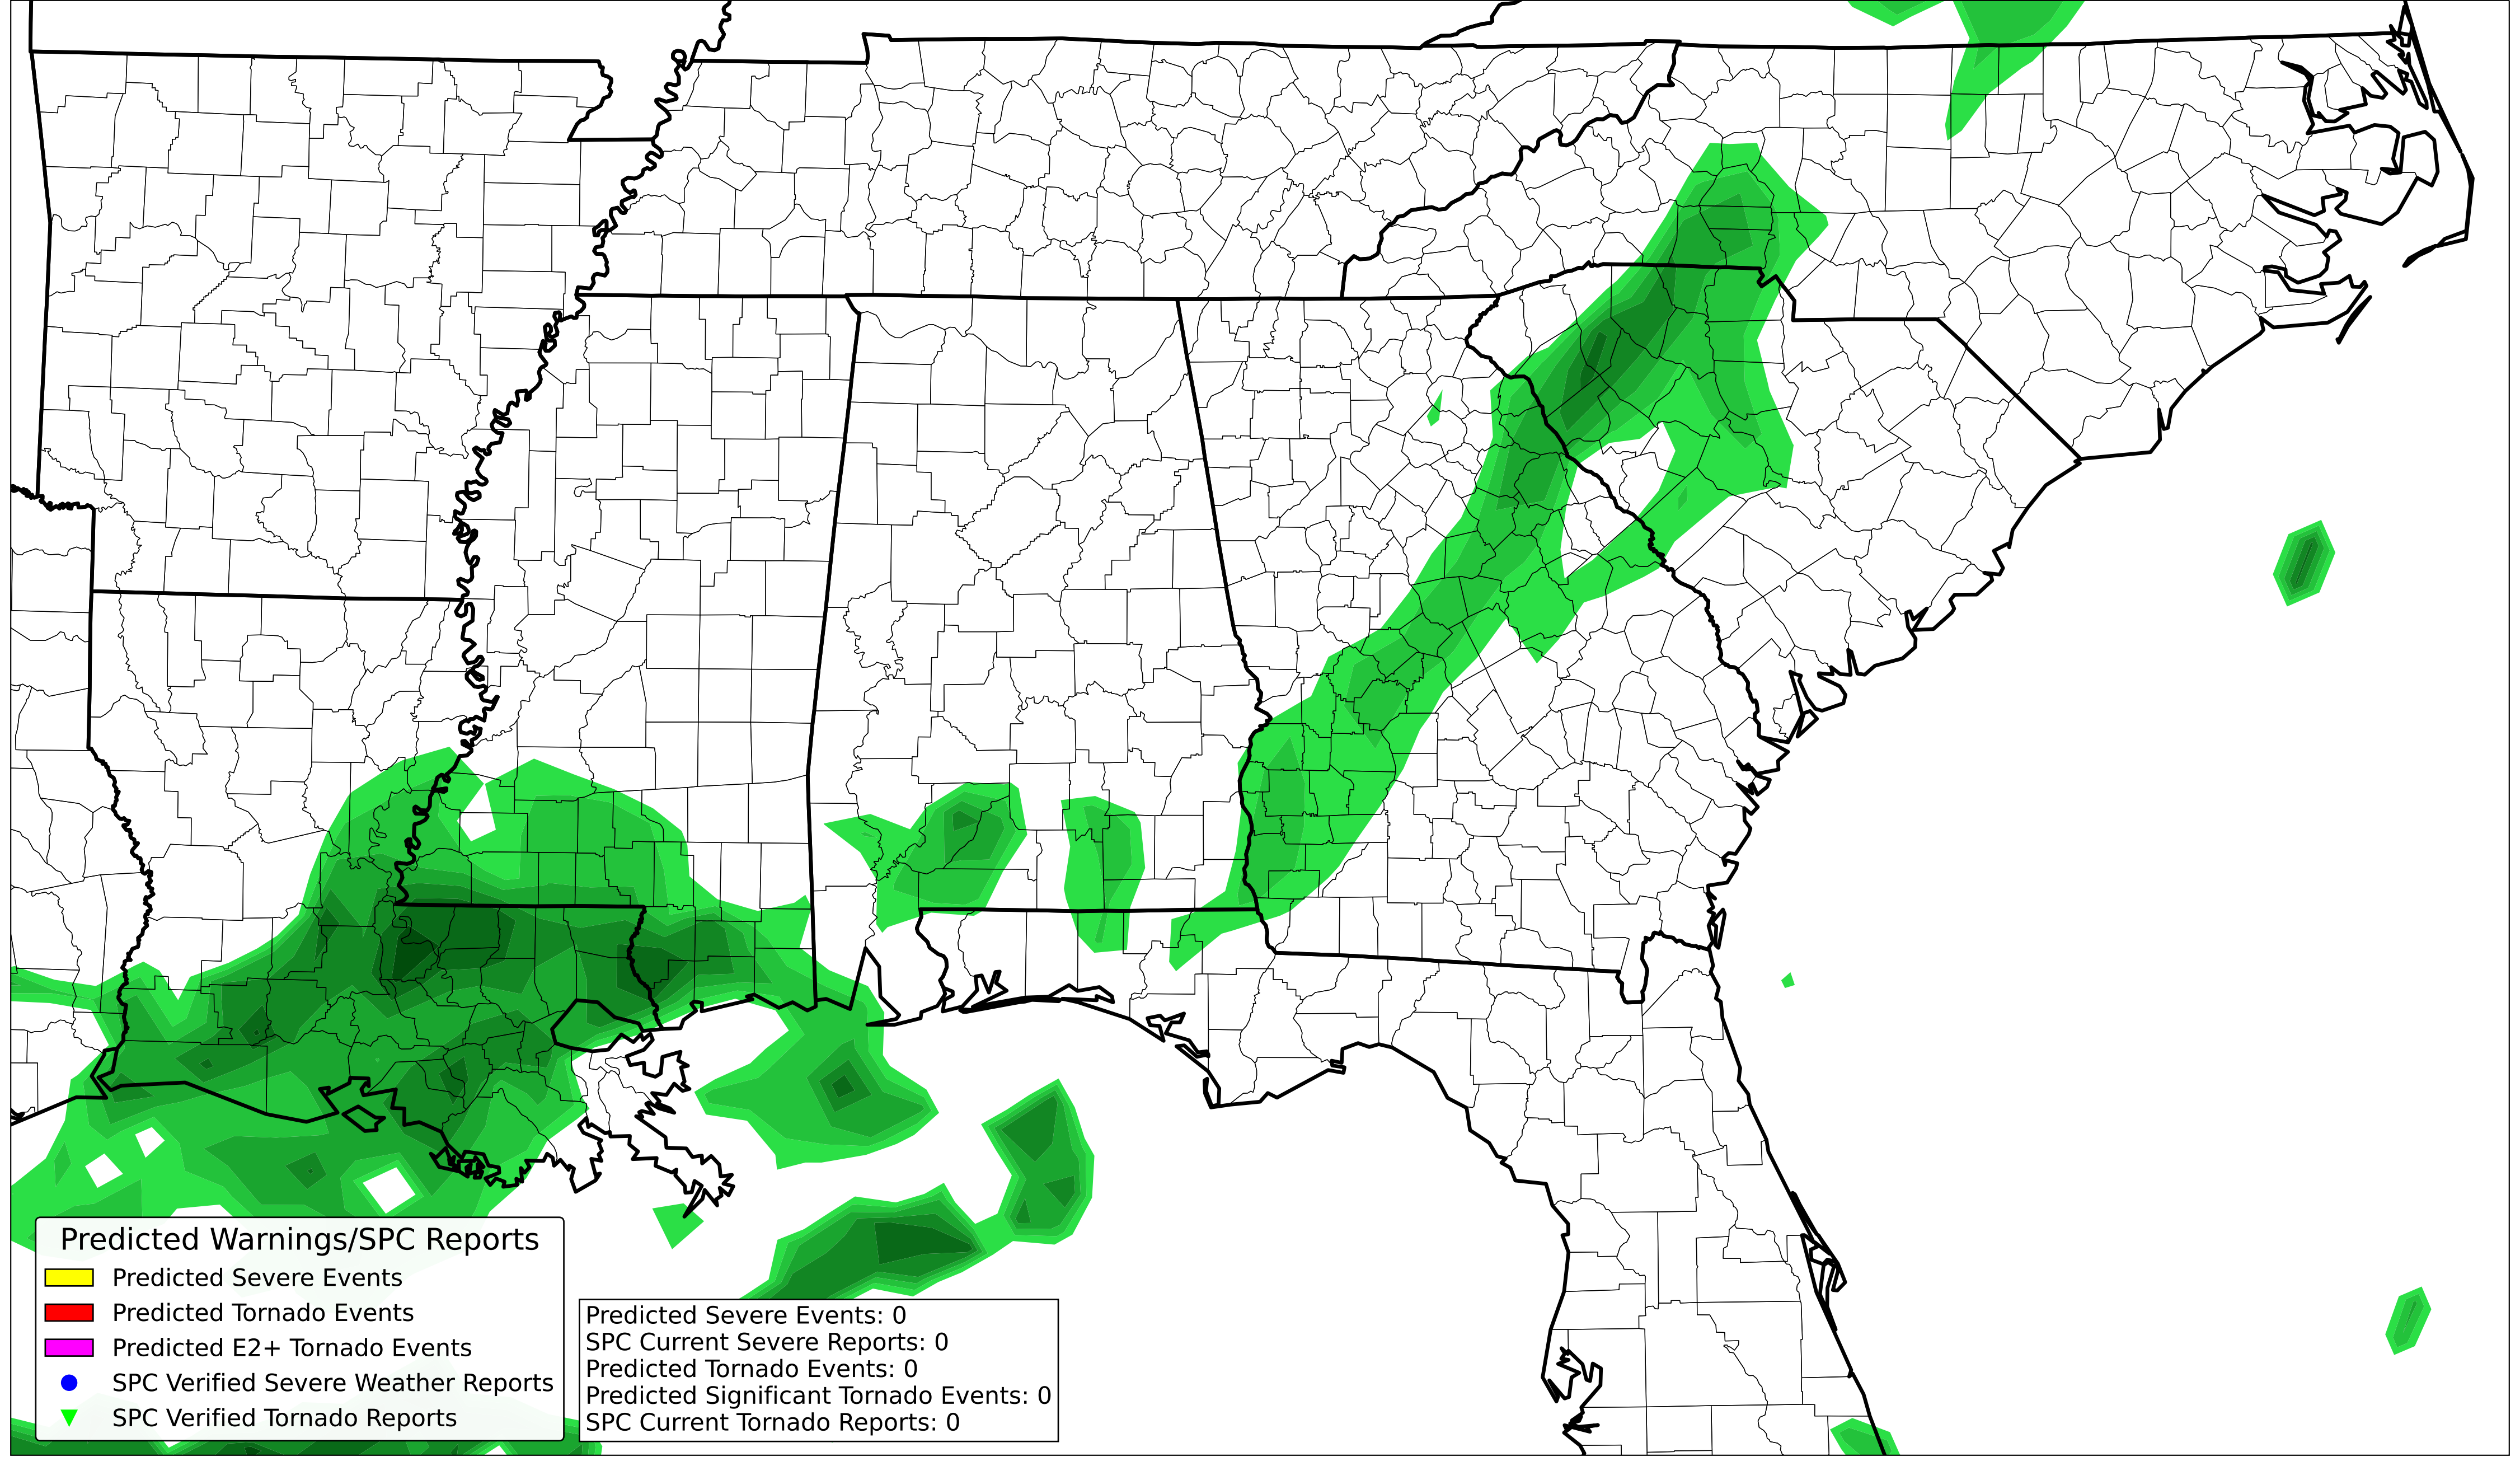 Predicted Warnings/SPC Reports
Predicted Severe Events
Predicted Tornado Events
Predicted E2+ Tornado Events
SPC Verified Severe Weather Reports
SPC Verified Tornado Reports
Predicted Severe Events: 0
SPC Current Severe Reports: 0
Predicted Tornado Events: 0
Predicted Significant Tornado Events: 0
SPC Current Tornado Reports: 0